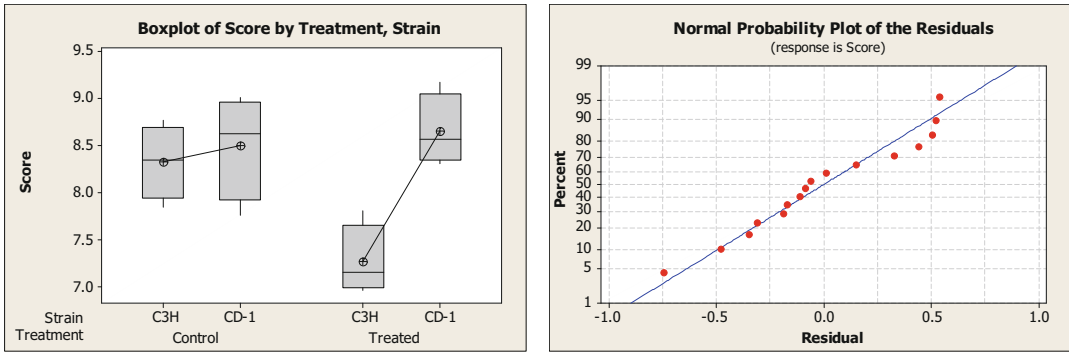 Boxplot of Score by Treatment, Strain
9.5
9.0
8.5
8.0
7.5
7.0
Score
Strain C3H CD-1 C3H CD-1
Treatment Control Treated
Normal Probability Plot of the Residuals
(response is Score)
99
95
90
80
70
60
50
40
30
20
10
5
1
Percent
-1.0 -0.5 0.0 0.5 1.0
Residual